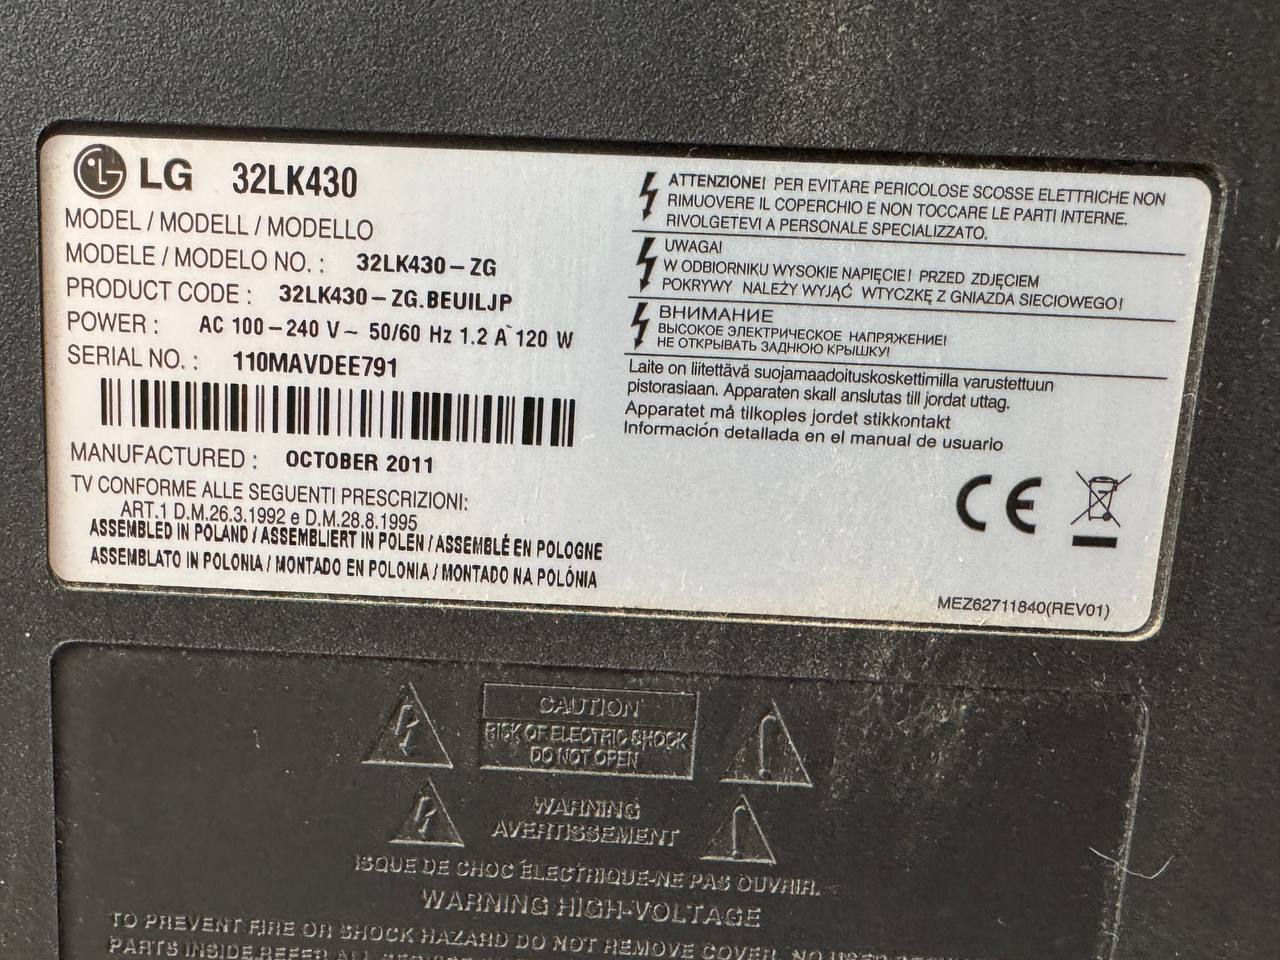 LG 32LK430
MODEL / MODELL / MODELLO
MODELE / MODELO NO. : 32LK430-ZG
PRODUCT CODE : 32LK430-ZG.BEUILJP
POWER : AC 100-240 V~ 50/60 Hz 1.2 A~120 W
SERIAL NO. : 110MAVDEE791
MANUFACTURED : OCTOBER 2011
TV CONFORME ALLE SEGUENTI PRESCRIZIONI:
ART.1 D.M.26.3.1992 e D.M.28.8.1995
ASSEMBLED IN POLAND / ASSEMBLIERT IN POLEN / ASSEMBLÉ EN POLOGNE
ASSEMBLATO IN POLONIA / MONTADO EN POLONIA / MONTADO NA POLÓNIA
ATTENZIONE! PER EVITARE PERICOLOSE SCOSSE ELETTRICHE NON
RIMUOVERE IL COPERCHIO E NON TOCCARE LE PARTI INTERNE.
RIVOLGETEVI A PERSONALE SPECIALIZZATO.
UWAGA!
W ODBIORNIKU WYSOKIE NAPIĘCIE! PRZED ZDJĘCIEM
POKRYWY NALEŻY WYJĄĆ WTYCZKĘ Z GNIAZDA SIECIOWEGO!
ВНИМАНИЕ
ВЫСОКОЕ ЭЛЕКТРИЧЕСКОЕ НАПРЯЖЕНИЕ!
НЕ ОТКРЫВАТЬ ЗАДНЮЮ КРЫШКУ!
Laite on liitettävä suojamaadoituskoskettimilla varustettuun
pistorasiaan. Apparaten skall anslutas till jordat uttag.
Apparatet må tilkoples jordet stikkontakt
Información detallada en el manual de usuario
CE
MEZ62711840(REV01)
CAUTION
RISK OF ELECTRIC SHOCK
DO NOT OPEN
WARNING
AVERTISSEMENT
ISQUE DE CHOC ÉLECTRIQUE-NE PAS OUVRIR.
WARNING HIGH-VOLTAGE
TO PREVENT FIRE OR SHOCK HAZARD DO NOT REMOVE COVER. NO USER
PARTS INSIDE.REFER ALL